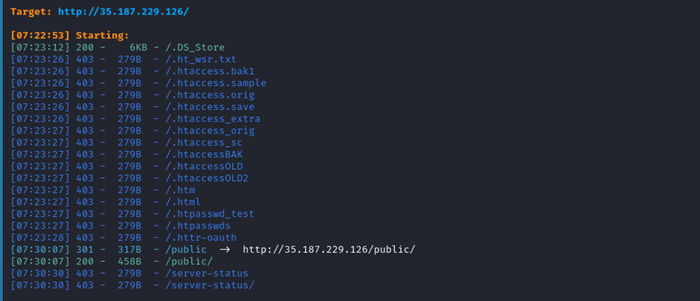 Target: http://35.187.229.126/
[07:22:53] Starting:
[07:23:12] 200 - 6KB - /.DS_Store
[07:23:26] 403 - 279B - /.ht_wsr.txt
[07:23:26] 403 - 279B - /.htaccess.bak1
[07:23:26] 403 - 279B - /.htaccess.sample
[07:23:26] 403 - 279B - /.htaccess.orig
[07:23:26] 403 - 279B - /.htaccess.save
[07:23:26] 403 - 279B - /.htaccess_extra
[07:23:27] 403 - 279B - /.htaccess_orig
[07:23:27] 403 - 279B - /.htaccess_sc
[07:23:27] 403 - 279B - /.htaccessBAK
[07:23:27] 403 - 279B - /.htaccessOLD
[07:23:27] 403 - 279B - /.htaccessOLD2
[07:23:27] 403 - 279B - /.htm
[07:23:27] 403 - 279B - /.html
[07:23:27] 403 - 279B - /.htpasswd_test
[07:23:27] 403 - 279B - /.htpasswds
[07:23:28] 403 - 279B - /.httr-oauth
[07:30:07] 301 - 317B - /public → http://35.187.229.126/public/
[07:30:07] 200 - 458B - /public/
[07:30:30] 403 - 279B - /server-status
[07:30:30] 403 - 279B - /server-status/